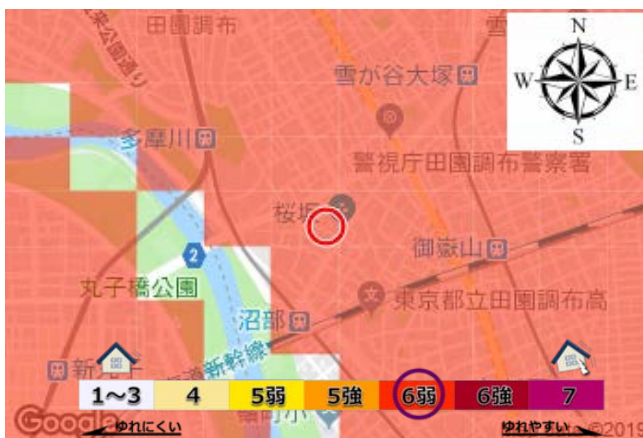 田園調布
雪
N
W E
S
雪が谷大塚
多摩川
警視庁田園調布警察署
桜坂
御嶽山
2
丸子橋公園
東京都立田園調布高
沼部
新幹線
1～3 4 5弱 5強 6弱 6強 7
Google
ゆれにくい
ゆれやすい